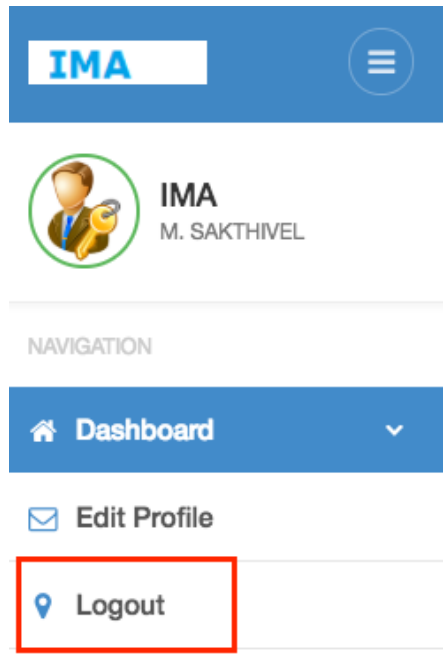 IMA
IMA
M. SAKTHIVEL
NAVIGATION
Dashboard
Edit Profile
Logout